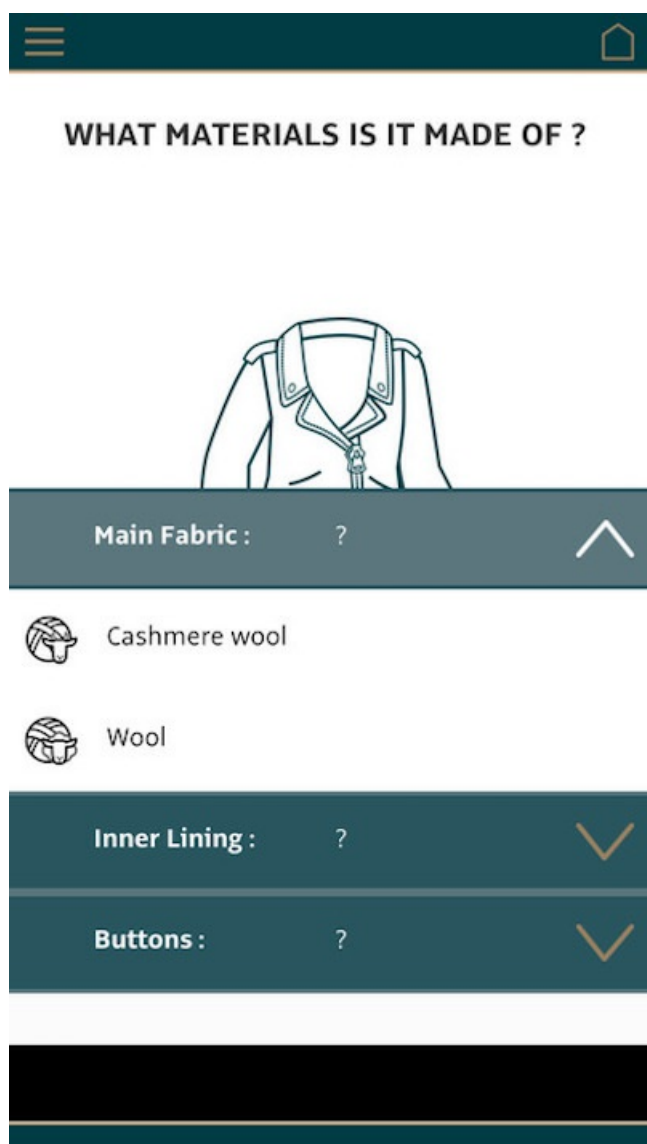 WHAT MATERIALS IS IT MADE OF ?
Main Fabric : ?
Cashmere wool
Wool
Inner Lining : ?
Buttons : ?